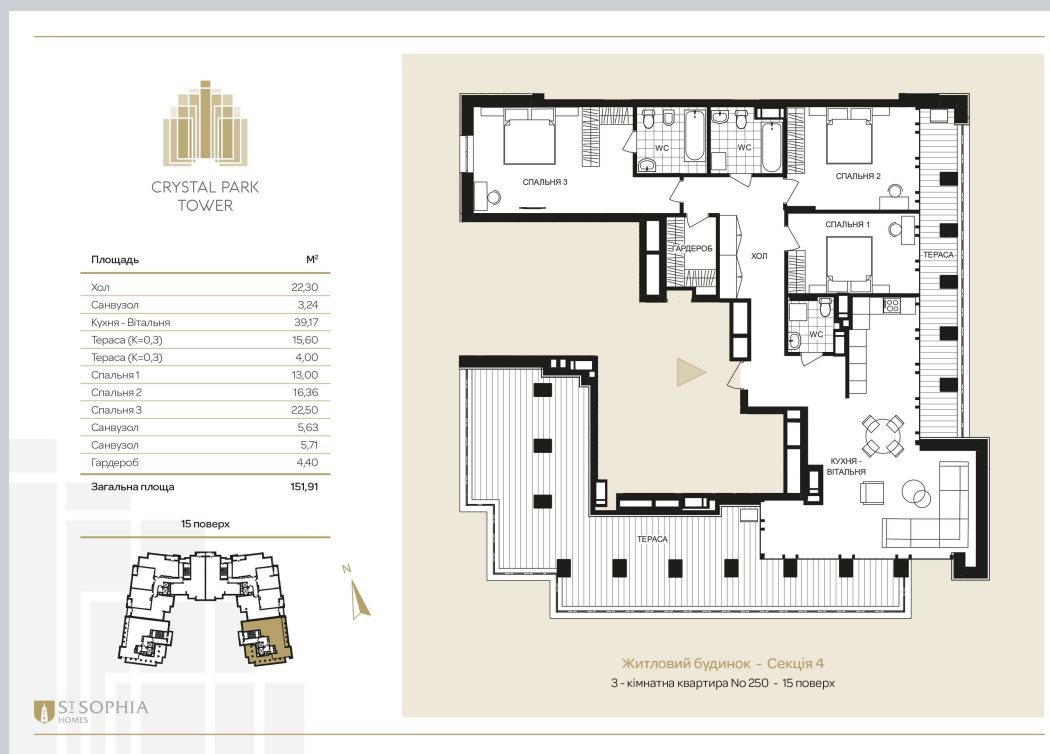 CRYSTAL PARK
TOWER
Площадь М²
Хол 22,30
Санвузол 3,24
Кухня - Вітальня 39,17
Тераса (К=0,3) 15,60
Тераса (К=0,3) 4,00
Спальня 1 13,00
Спальня 2 16,36
Спальня 3 22,50
Санвузол 5,63
Санвузол 5,71
Гардероб 4,40
Загальна площа 151,91
15 поверх
N
ST SOPHIA
HOMES
WC
WC
СПАЛЬНЯ 3
СПАЛЬНЯ 2
СПАЛЬНЯ 1
ГАРДЕРОБ
ХОЛ
ТЕРАСА
WC
КУХНЯ -
ВІТАЛЬНЯ
ТЕРАСА
Житловий будинок - Секція 4
3 - кімнатна квартира No 250 - 15 поверх